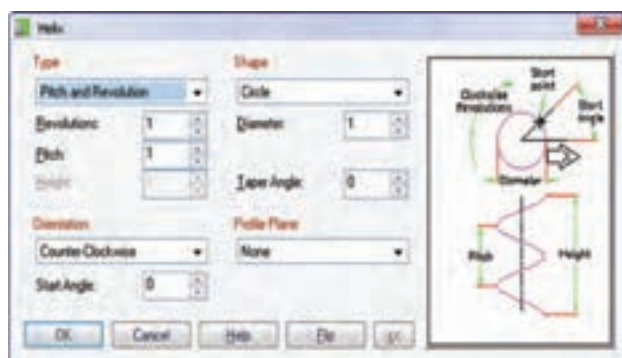 Helix
Type
Pitch and Revolution
Revolutions: 1
Pitch: 1
Height:
Orientation
Counter-Clockwise
Start Angle: 0
Shape
Circle
Diameter: 1
Taper Angle: 0
Profile Plane
None
OK Cancel Help <<
Start
point
Clockwise
Revolutions
Start
angle
Diameter
Pitch
Height